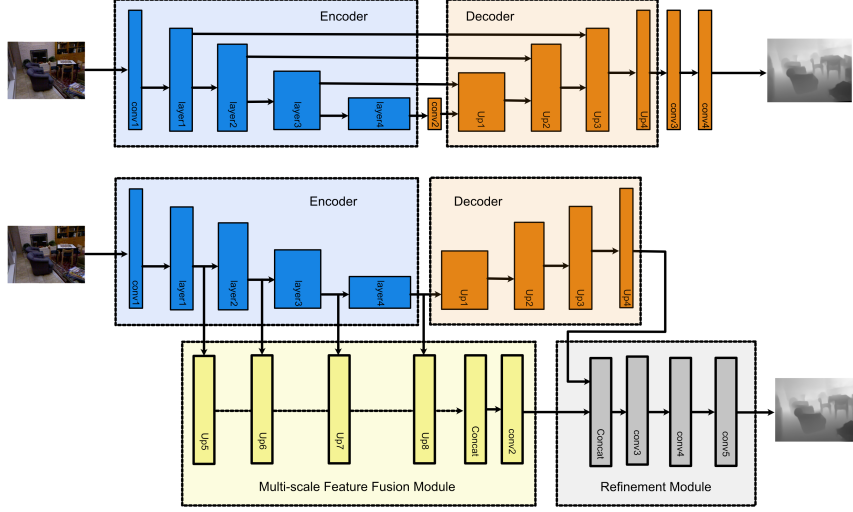 Encoder
Decoder
conv1
layer1
layer2
layer3
layer4
conv2
Up1
Up2
Up3
Up4
conv3
conv4
Encoder
Decoder
conv1
layer1
layer2
layer3
layer4
Up1
Up2
Up3
Up4
Up5
Up6
Up7
Up8
Concat
conv2
Concat
conv3
conv4
conv5
Multi-scale Feature Fusion Module
Refinement Module